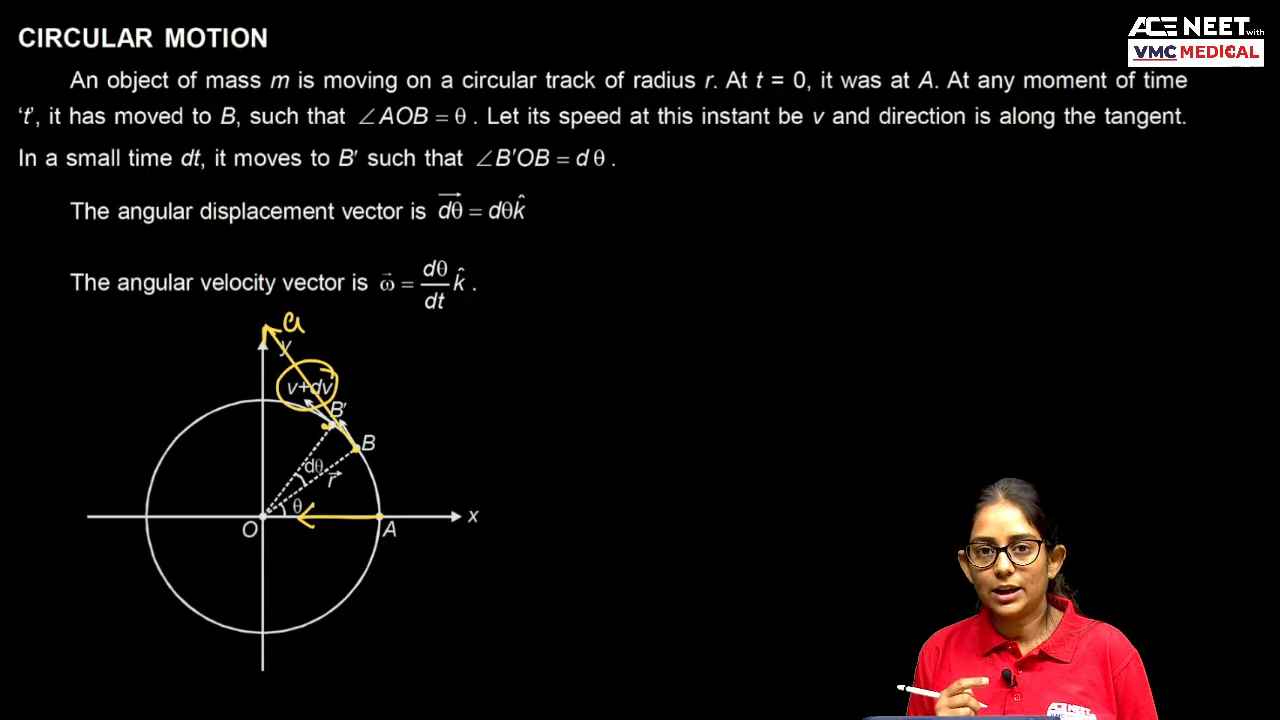 CIRCULAR MOTION
ACE NEET with
VMC MEDICAL
An object of mass m is moving on a circular track of radius r. At t = 0, it was at A. At any moment of time
‘t’, it has moved to B, such that ∠AOB = θ . Let its speed at this instant be v and direction is along the tangent.
In a small time dt, it moves to B′ such that ∠B′OB = d θ .
The angular displacement vector is d⃗θ = dθk̂
The angular velocity vector is ω⃗ = dθ/dt k̂ .
y
v+dv
B′
B
dθ
r⃗
θ
O
A
x
ACE NEET